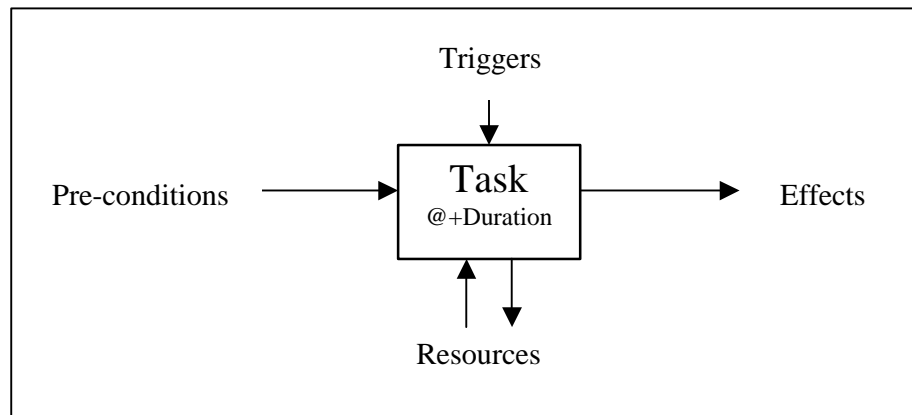 Triggers
Pre-conditions
Task
@+Duration
Effects
Resources